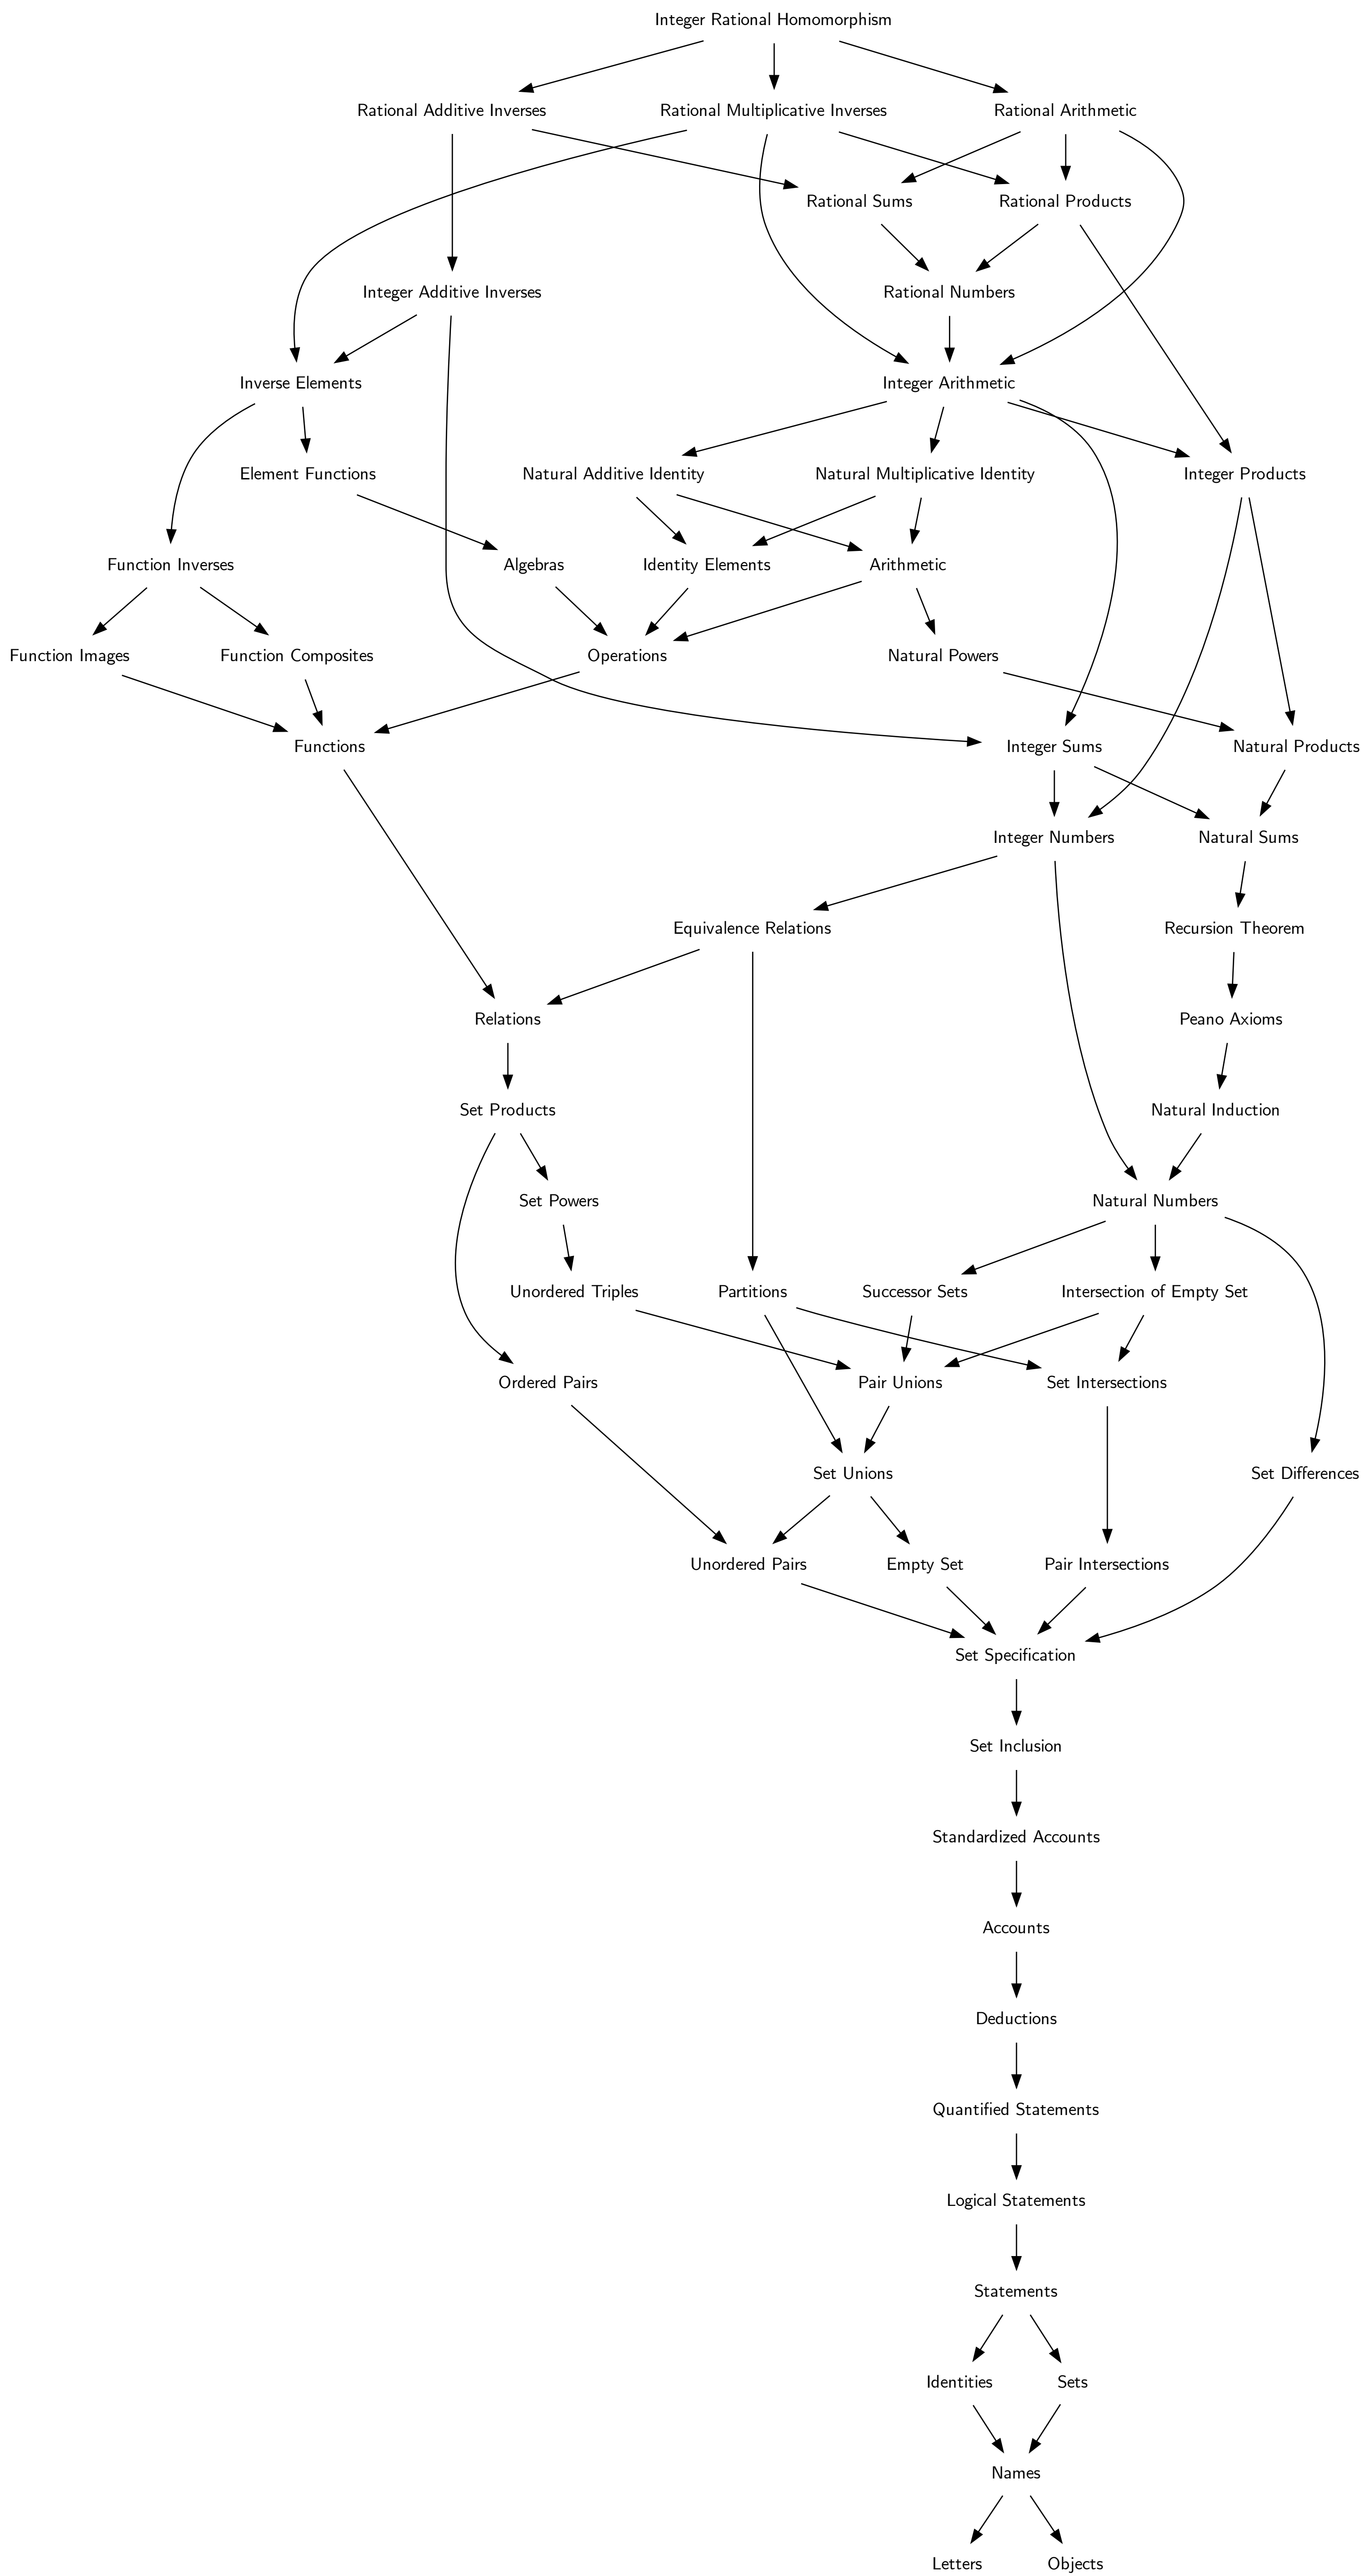 Integer Rational Homomorphism
Rational Additive Inverses
Rational Multiplicative Inverses
Rational Arithmetic
Rational Sums
Rational Products
Integer Additive Inverses
Rational Numbers
Inverse Elements
Integer Arithmetic
Element Functions
Natural Additive Identity
Natural Multiplicative Identity
Integer Products
Function Inverses
Algebras
Identity Elements
Arithmetic
Function Images
Function Composites
Operations
Natural Powers
Functions
Integer Sums
Natural Products
Integer Numbers
Natural Sums
Equivalence Relations
Recursion Theorem
Relations
Peano Axioms
Set Products
Natural Induction
Set Powers
Natural Numbers
Unordered Triples
Partitions
Successor Sets
Intersection of Empty Set
Ordered Pairs
Pair Unions
Set Intersections
Set Unions
Set Differences
Unordered Pairs
Empty Set
Pair Intersections
Set Specification
Set Inclusion
Standardized Accounts
Accounts
Deductions
Quantified Statements
Logical Statements
Statements
Identities
Sets
Names
Letters
Objects